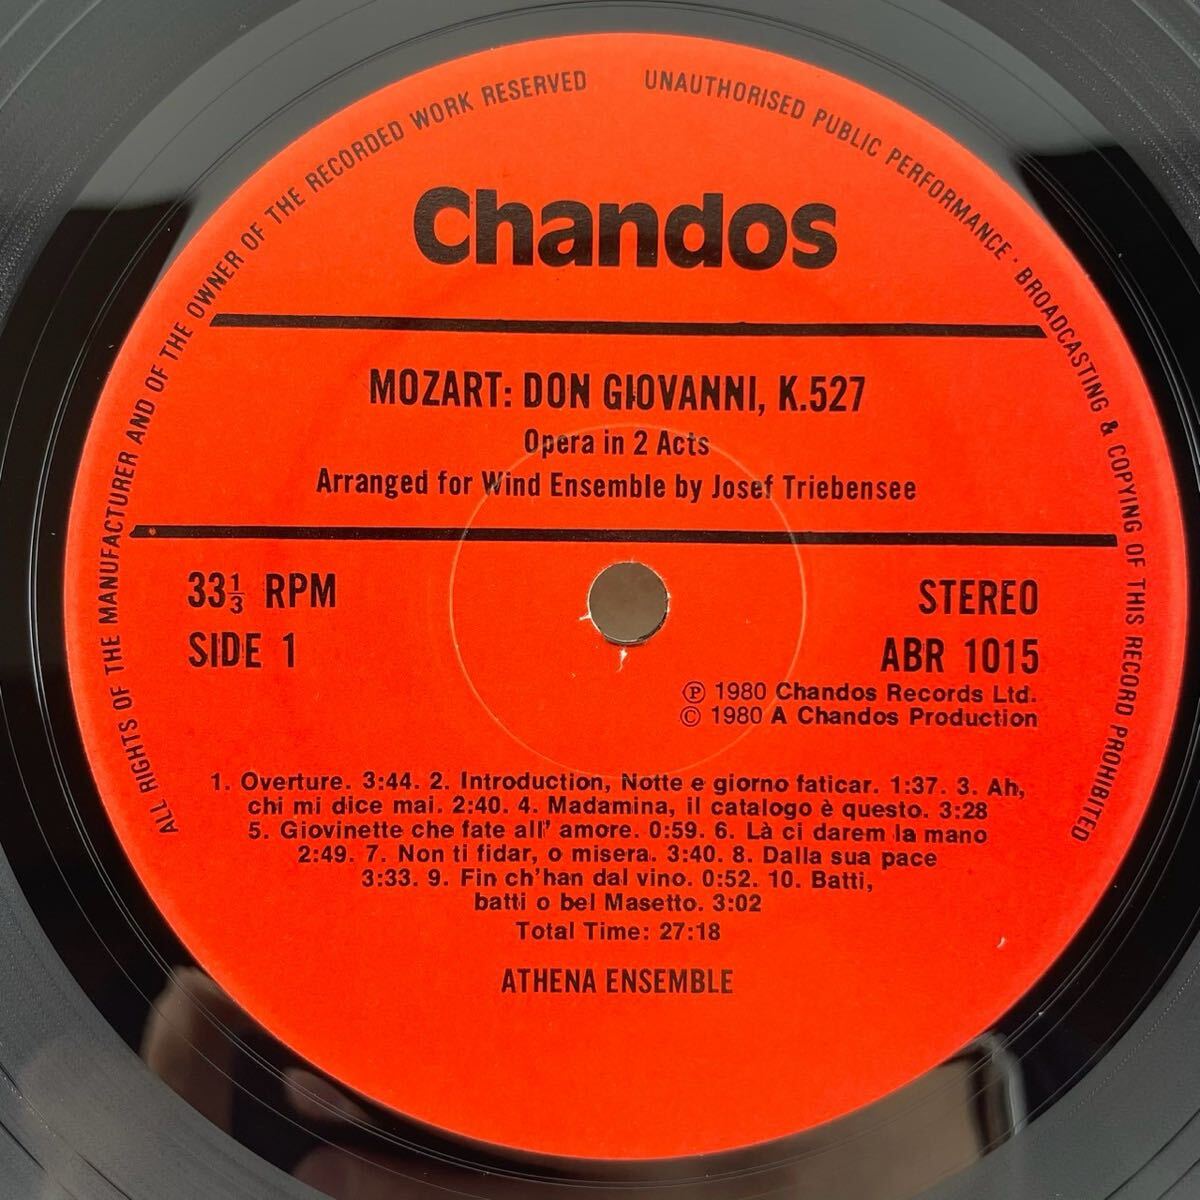 ALL RIGHTS OF THE MANUFACTURER AND OF THE OWNER OF THE RECORDED WORK RESERVED
UNAUTHORISED PUBLIC PERFORMANCE · BROADCASTING & COPYING OF THIS RECORD PROHIBITED
Chandos
MOZART: DON GIOVANNI, K.527
Opera in 2 Acts
Arranged for Wind Ensemble by Josef Triebensee
33⅓ RPM
SIDE 1
STEREO
ABR 1015
℗ 1980 Chandos Records Ltd.
© 1980 A Chandos Production
1. Overture. 3:44. 2. Introduction, Notte e giorno faticar. 1:37. 3. Ah,
chi mi dice mai. 2:40. 4. Madamina, il catalogo è questo. 3:28
5. Giovinette che fate all' amore. 0:59. 6. Là ci darem la mano
2:49. 7. Non ti fidar, o misera. 3:40. 8. Dalla sua pace
3:33. 9. Fin ch'han dal vino. 0:52. 10. Batti,
batti o bel Masetto. 3:02
Total Time: 27:18
ATHENA ENSEMBLE